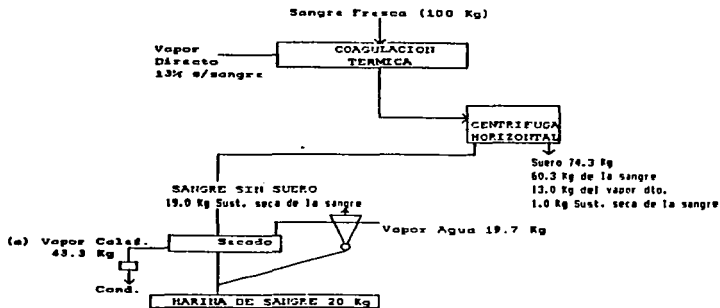 Sangre Fresca (100 Kg)
COAGULACION
TERMICA
Vapor
Directo
13% s/sangre
CENTRIFUGA
HORIZONTAL
Suero 74.3 Kg
60.3 Kg de la sangre
13.0 Kg del vapor dto.
1.0 Kg Sust. seca de la sangre
SANGRE SIN SUERO
19.0 Kg Sust. seca de la sangre
Vapor Agua 19.7 Kg
(a) Vapor Calef.
43.3 Kg
Secado
Cond.
HARINA DE SANGRE 20 Kg